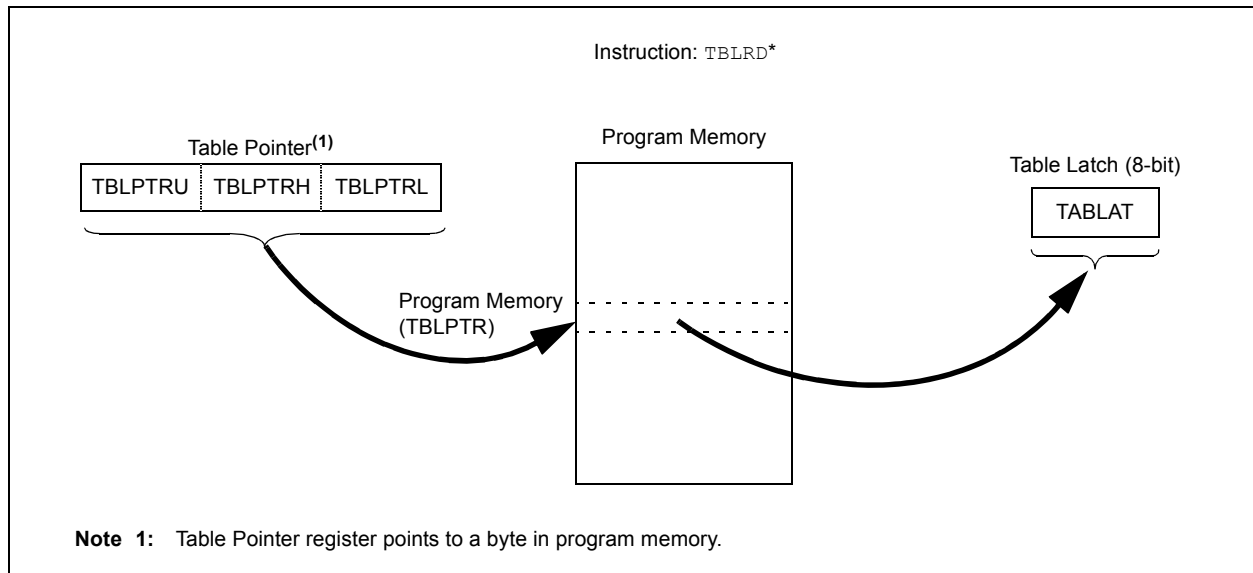 Instruction: TBLRD*
Table Pointer(1)
TBLPTRU TBLPTRH TBLPTRL
Program Memory
(TBLPTR)
Program Memory
Table Latch (8-bit)
TABLAT
Note 1: Table Pointer register points to a byte in program memory.